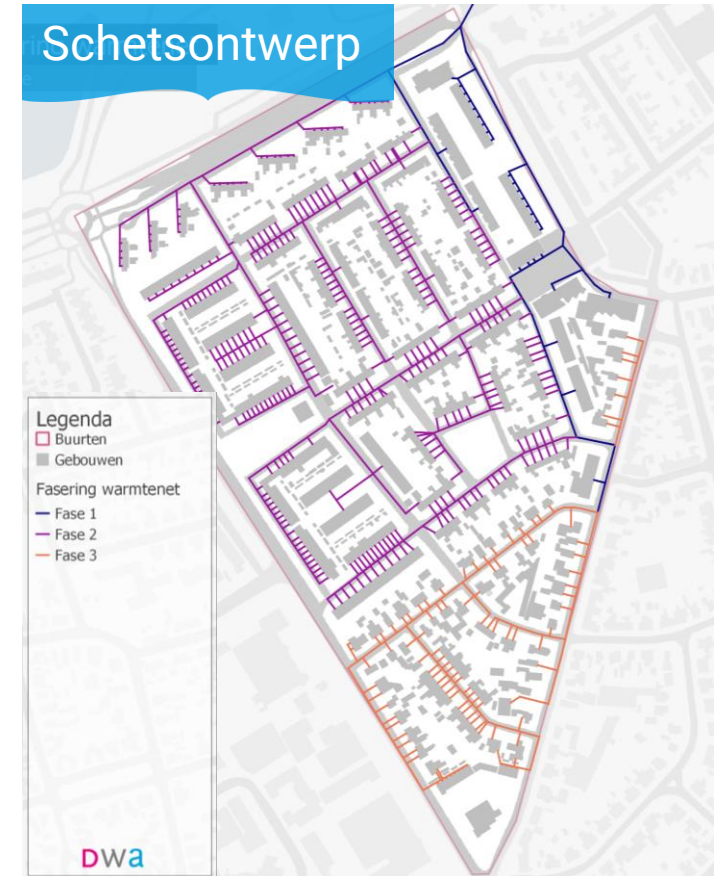 Schetsontwerp
Legenda
Buurten
Gebouwen
Fasering warmtenet
Fase 1
Fase 2
Fase 3
DWa